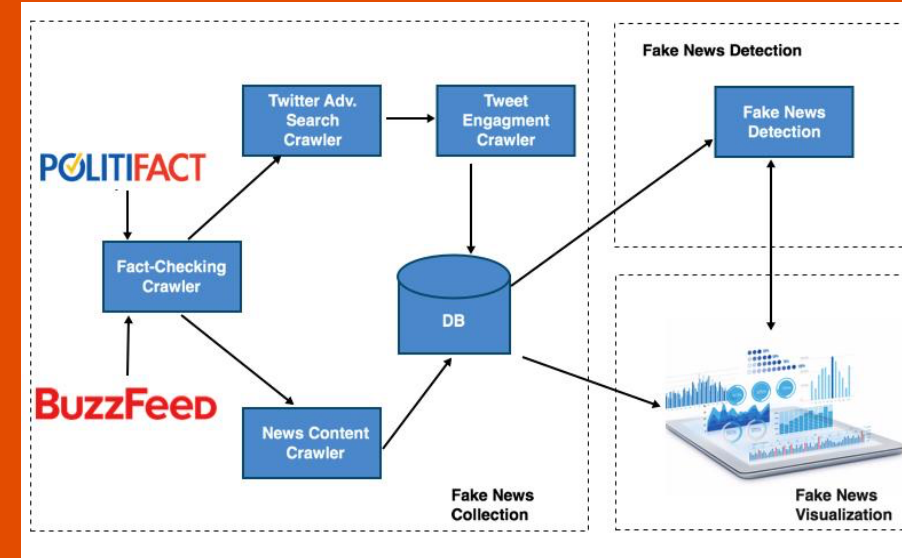 Fake News Detection
Twitter Adv.
Search
Crawler
Tweet
Engagment
Crawler
Fake News
Detection
POLITIFACT
Fact-Checking
Crawler
DB
BuzzFeeD
News Content
Crawler
Fake News
Collection
Fake News
Visualization